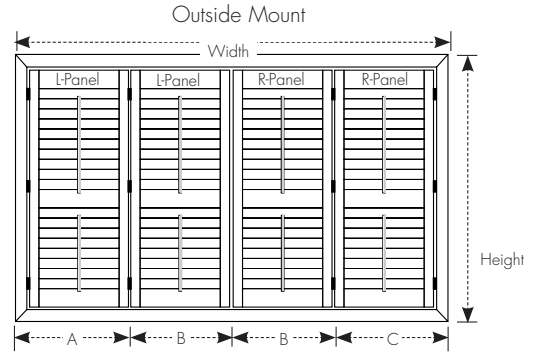 Outside Mount
Width
L-Panel L-Panel R-Panel R-Panel
Height
A B B C